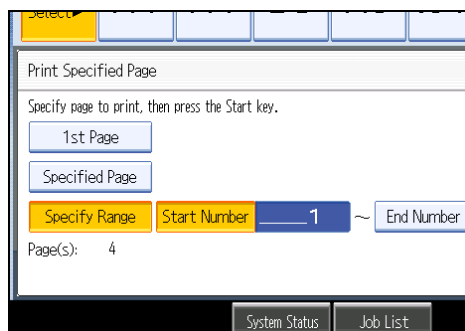 Select▶
Print Specified Page
Specify page to print, then press the Start key.
1st Page
Specified Page
Specify Range Start Number _____1 ～ End Number
Page(s): 4
System Status Job List